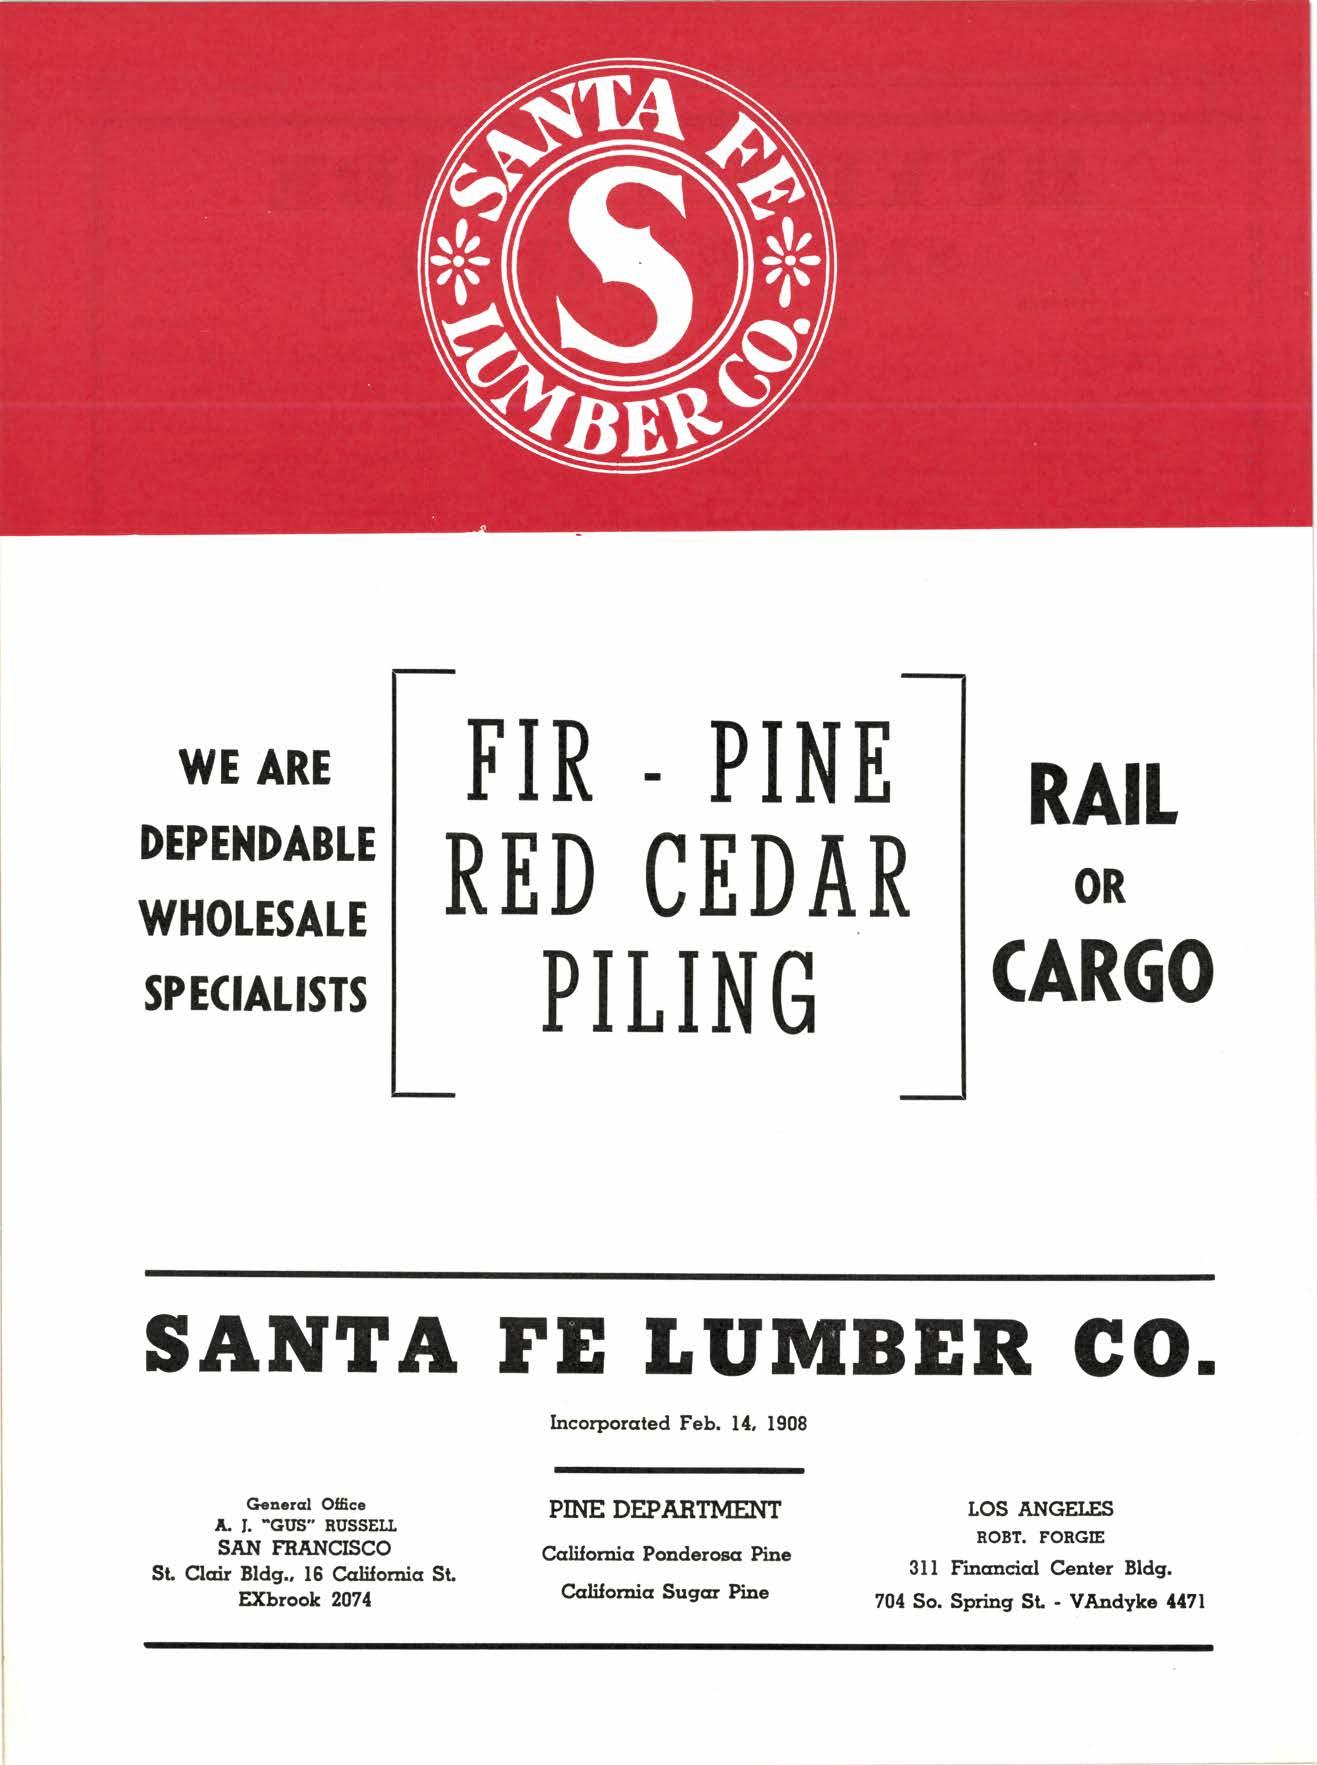 SANTA FE
S
LUMBER CO.
WE ARE
DEPENDABLE
WHOLESALE
SPECIALISTS
FIR - PINE
RED CEDAR
PILING
RAIL
OR
CARGO
SANTA FE LUMBER CO.
Incorporated Feb. 14, 1908
General Office
A. J. "GUS" RUSSELL
SAN FRANCISCO
St. Clair Bldg., 16 California St.
EXbrook 2074
PINE DEPARTMENT
California Ponderosa Pine
California Sugar Pine
LOS ANGELES
ROBT. FORGIE
311 Financial Center Bldg.
704 So. Spring St. - VAndyke 4471